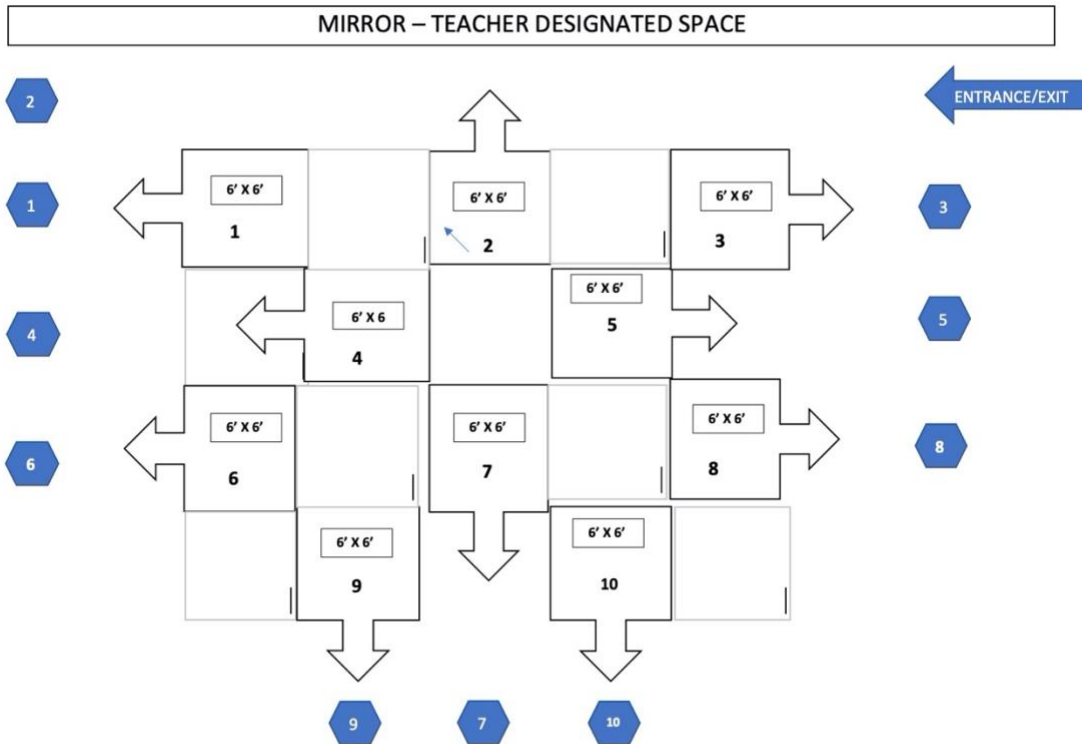 MIRROR – TEACHER DESIGNATED SPACE
2
ENTRANCE/EXIT
1
6’ X 6’
1
6’ X 6’
2
6’ X 6’
3
3
4
6’ X 6
4
6’ X 6’
5
5
6
6’ X 6’
6
6’ X 6’
7
6’ X 6’
8
8
6’ X 6’
9
6’ X 6’
10
9
7
10